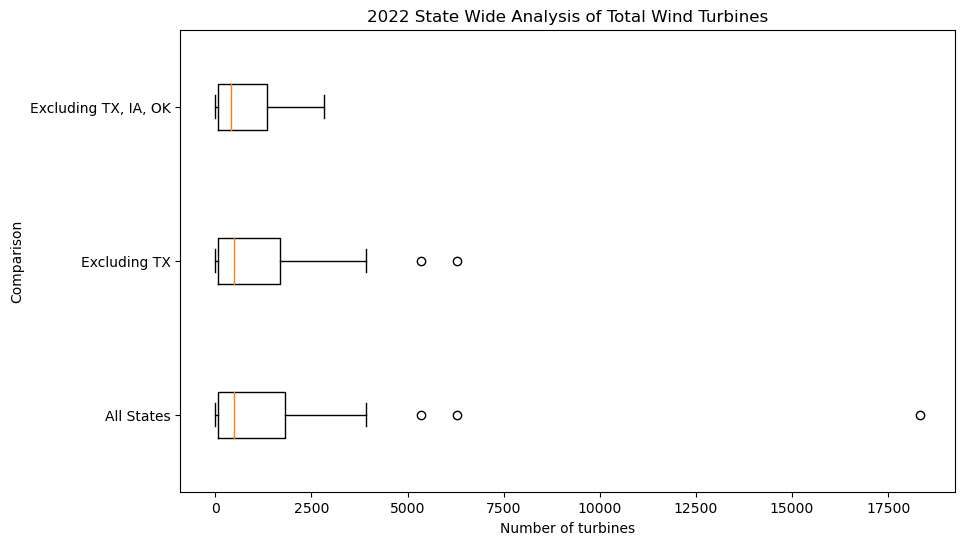 2022 State Wide Analysis of Total Wind Turbines
Comparison
Excluding TX, IA, OK
Excluding TX
All States
0 2500 5000 7500 10000 12500 15000 17500
Number of turbines